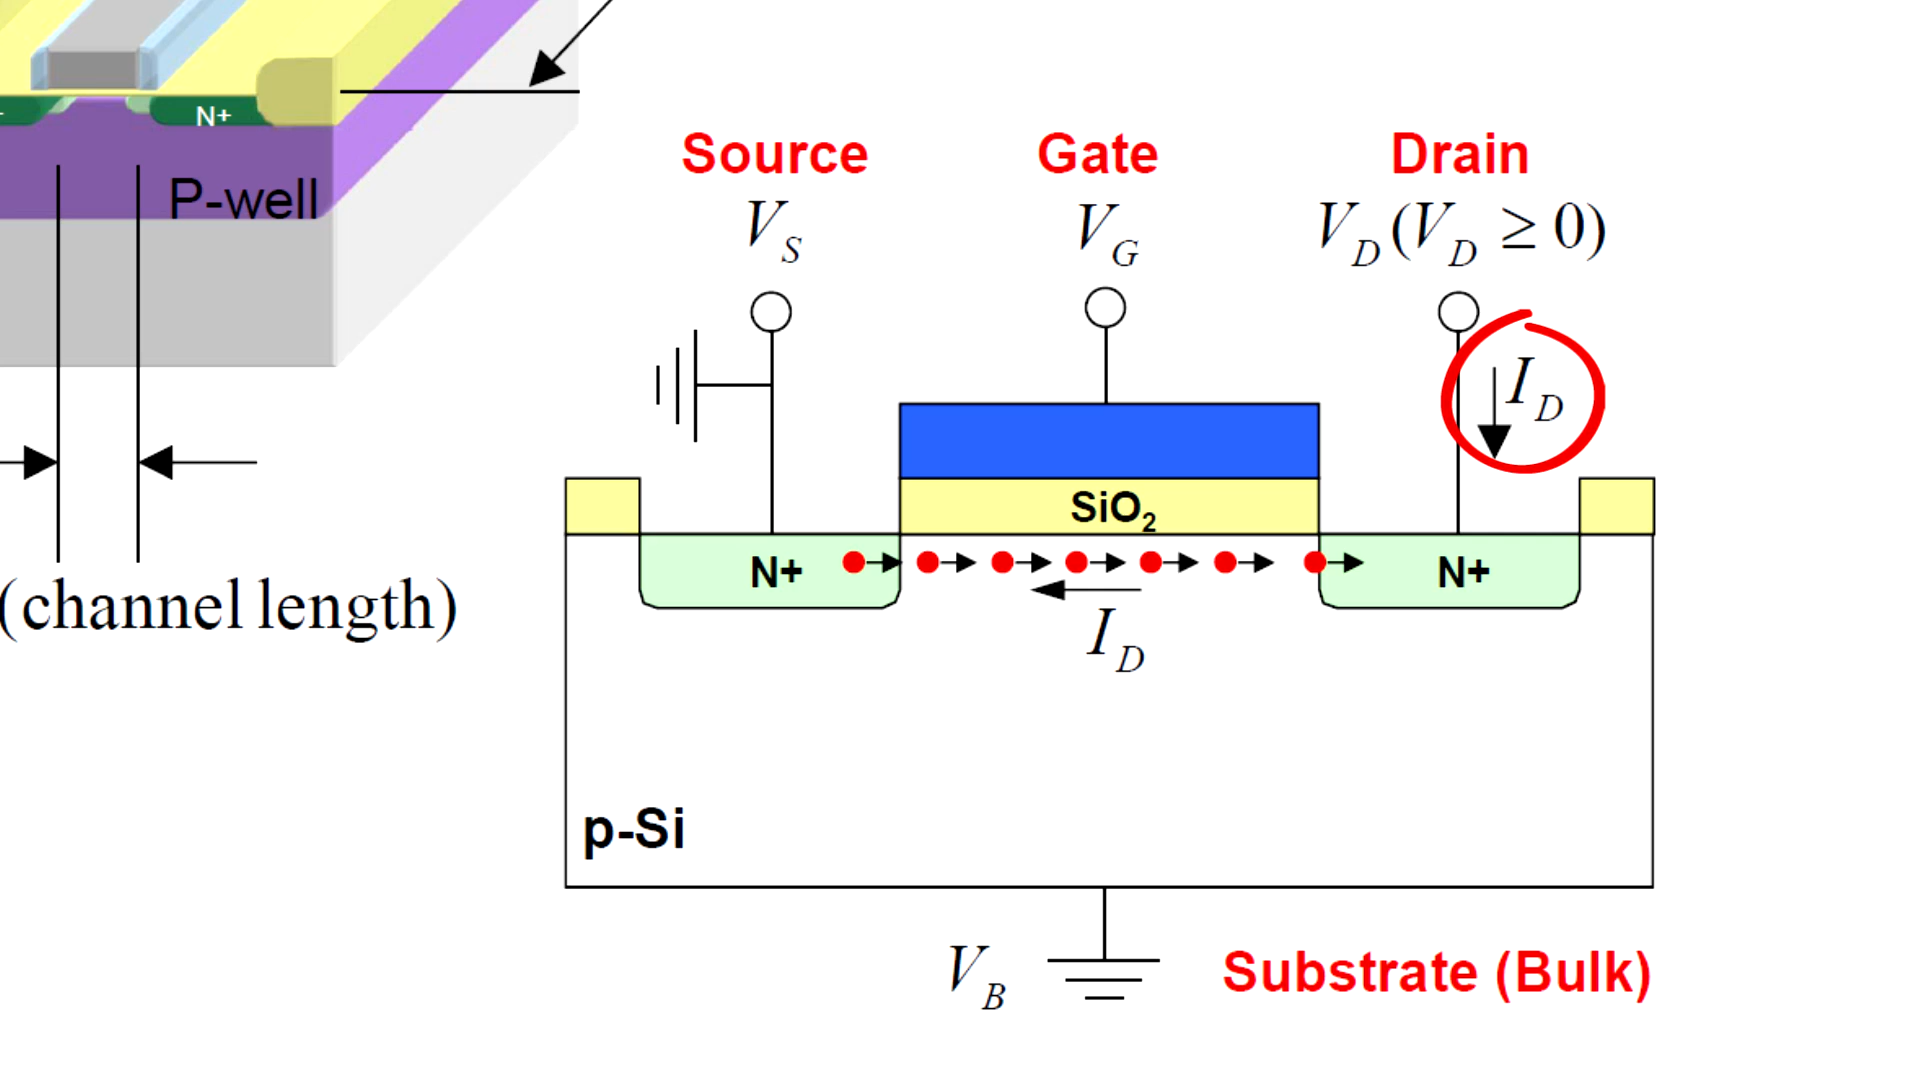 N+
P-well
(channel length)
Source
Gate
Drain
V_S
V_G
V_D (V_D ≥ 0)
I_D
SiO₂
N+
N+
I_D
p-Si
V_B
Substrate (Bulk)